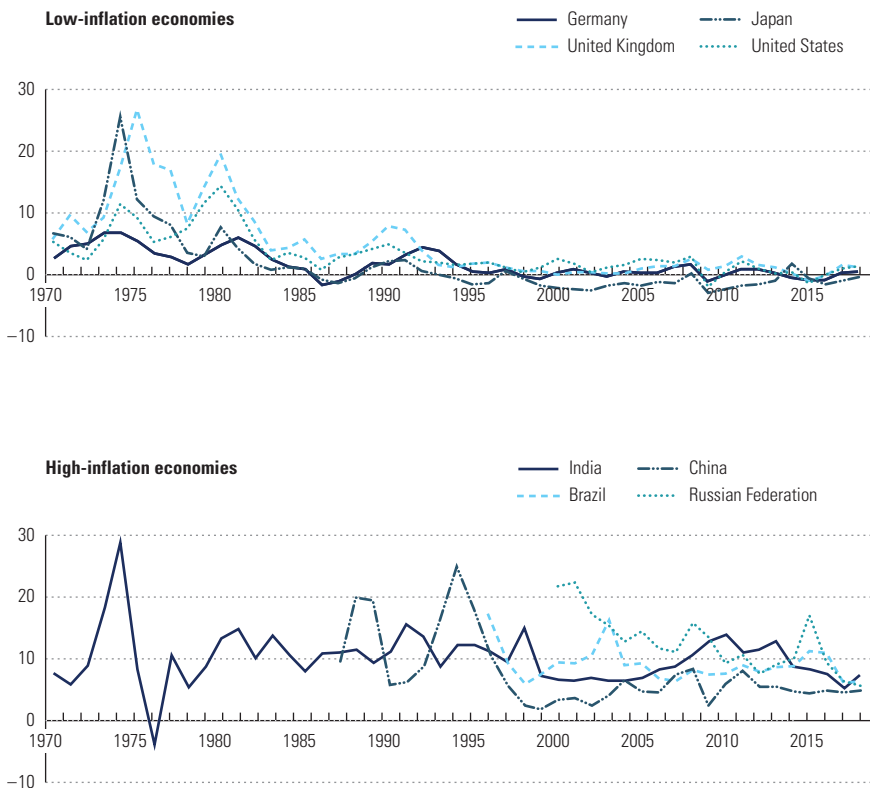 Low-inflation economies
Germany
Japan
United Kingdom
United States
30
20
10
0
1970 1975 1980 1985 1990 1995 2000 2005 2010 2015
–10
High-inflation economies
India
China
Brazil
Russian Federation
30
20
10
0
1970 1975 1980 1985 1990 1995 2000 2005 2010 2015
–10